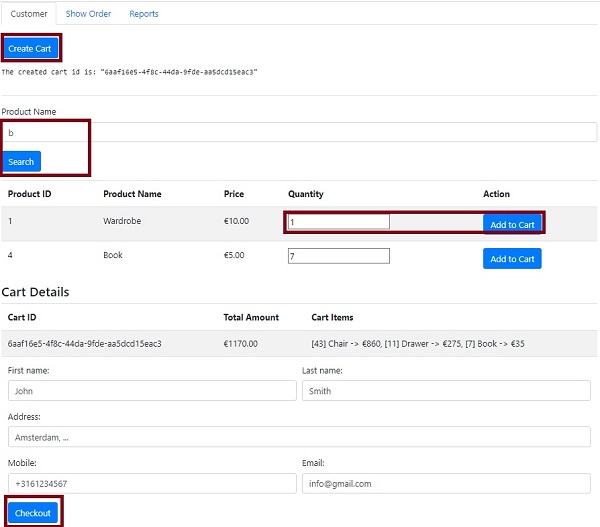 Customer Show Order Reports
Create Cart
The created cart id is: "6aaf16e5-4f8c-44da-9fde-aa5dcd15eac3"
Product Name
b
Search
Product ID Product Name Price Quantity Action
1 Wardrobe €10.00 1 Add to Cart
4 Book €5.00 7 Add to Cart
Cart Details
Cart ID Total Amount Cart Items
6aaf16e5-4f8c-44da-9fde-aa5dcd15eac3 €1170.00 [43] Chair -> €860, [11] Drawer -> €275, [7] Book -> €35
First name: Last name:
John Smith
Address:
Amsterdam, ...
Mobile: Email:
+3161234567 info@gmail.com
Checkout